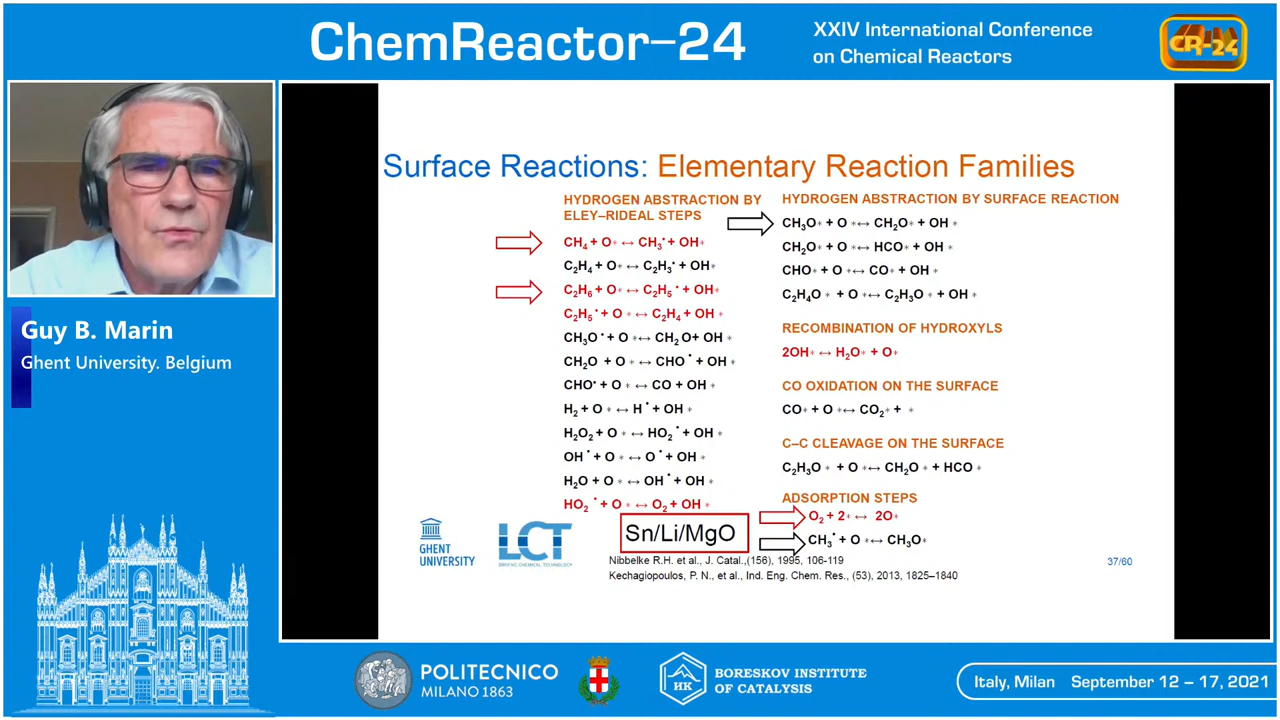 ChemReactor-24
XXIV International Conference
on Chemical Reactors
CR-24
Guy B. Marin
Ghent University. Belgium
Surface Reactions: Elementary Reaction Families
HYDROGEN ABSTRACTION BY
ELEY–RIDEAL STEPS
CH₄ + O* ↔ CH₃• + OH*
C₂H₄ + O* ↔ C₂H₃• + OH*
C₂H₆ + O* ↔ C₂H₅• + OH*
C₂H₅• + O* ↔ C₂H₄ + OH*
CH₃O• + O* ↔ CH₂O + OH*
CH₂O + O* ↔ CHO• + OH*
CHO• + O* ↔ CO + OH*
H₂ + O* ↔ H• + OH*
H₂O₂ + O* ↔ HO₂• + OH*
OH• + O* ↔ O• + OH*
H₂O + O* ↔ OH• + OH*
HO₂• + O* ↔ O₂ + OH*
HYDROGEN ABSTRACTION BY SURFACE REACTION
CH₃O* + O* ↔ CH₂O* + OH*
CH₂O* + O* ↔ HCO* + OH*
CHO* + O* ↔ CO* + OH*
C₂H₄O* + O* ↔ C₂H₃O* + OH*
RECOMBINATION OF HYDROXYLS
2OH* ↔ H₂O* + O*
CO OXIDATION ON THE SURFACE
CO* + O* ↔ CO₂* + *
C–C CLEAVAGE ON THE SURFACE
C₂H₃O* + O* ↔ CH₂O* + HCO*
ADSORPTION STEPS
O₂ + 2* ↔ 2O*
CH₃• + O* ↔ CH₃O*
Sn/Li/MgO
GHENT
UNIVERSITY
LCT
DRIVING CHEMICAL TECHNOLOGY
Nibbelke R.H. et al., J. Catal.,(156), 1995, 106-119
Kechagiopoulos, P. N., et al., Ind. Eng. Chem. Res., (53), 2013, 1825–1840
37/60
POLITECNICO
MILANO 1863
НК
BORESKOV INSTITUTE
OF CATALYSIS
Italy, Milan September 12 – 17, 2021